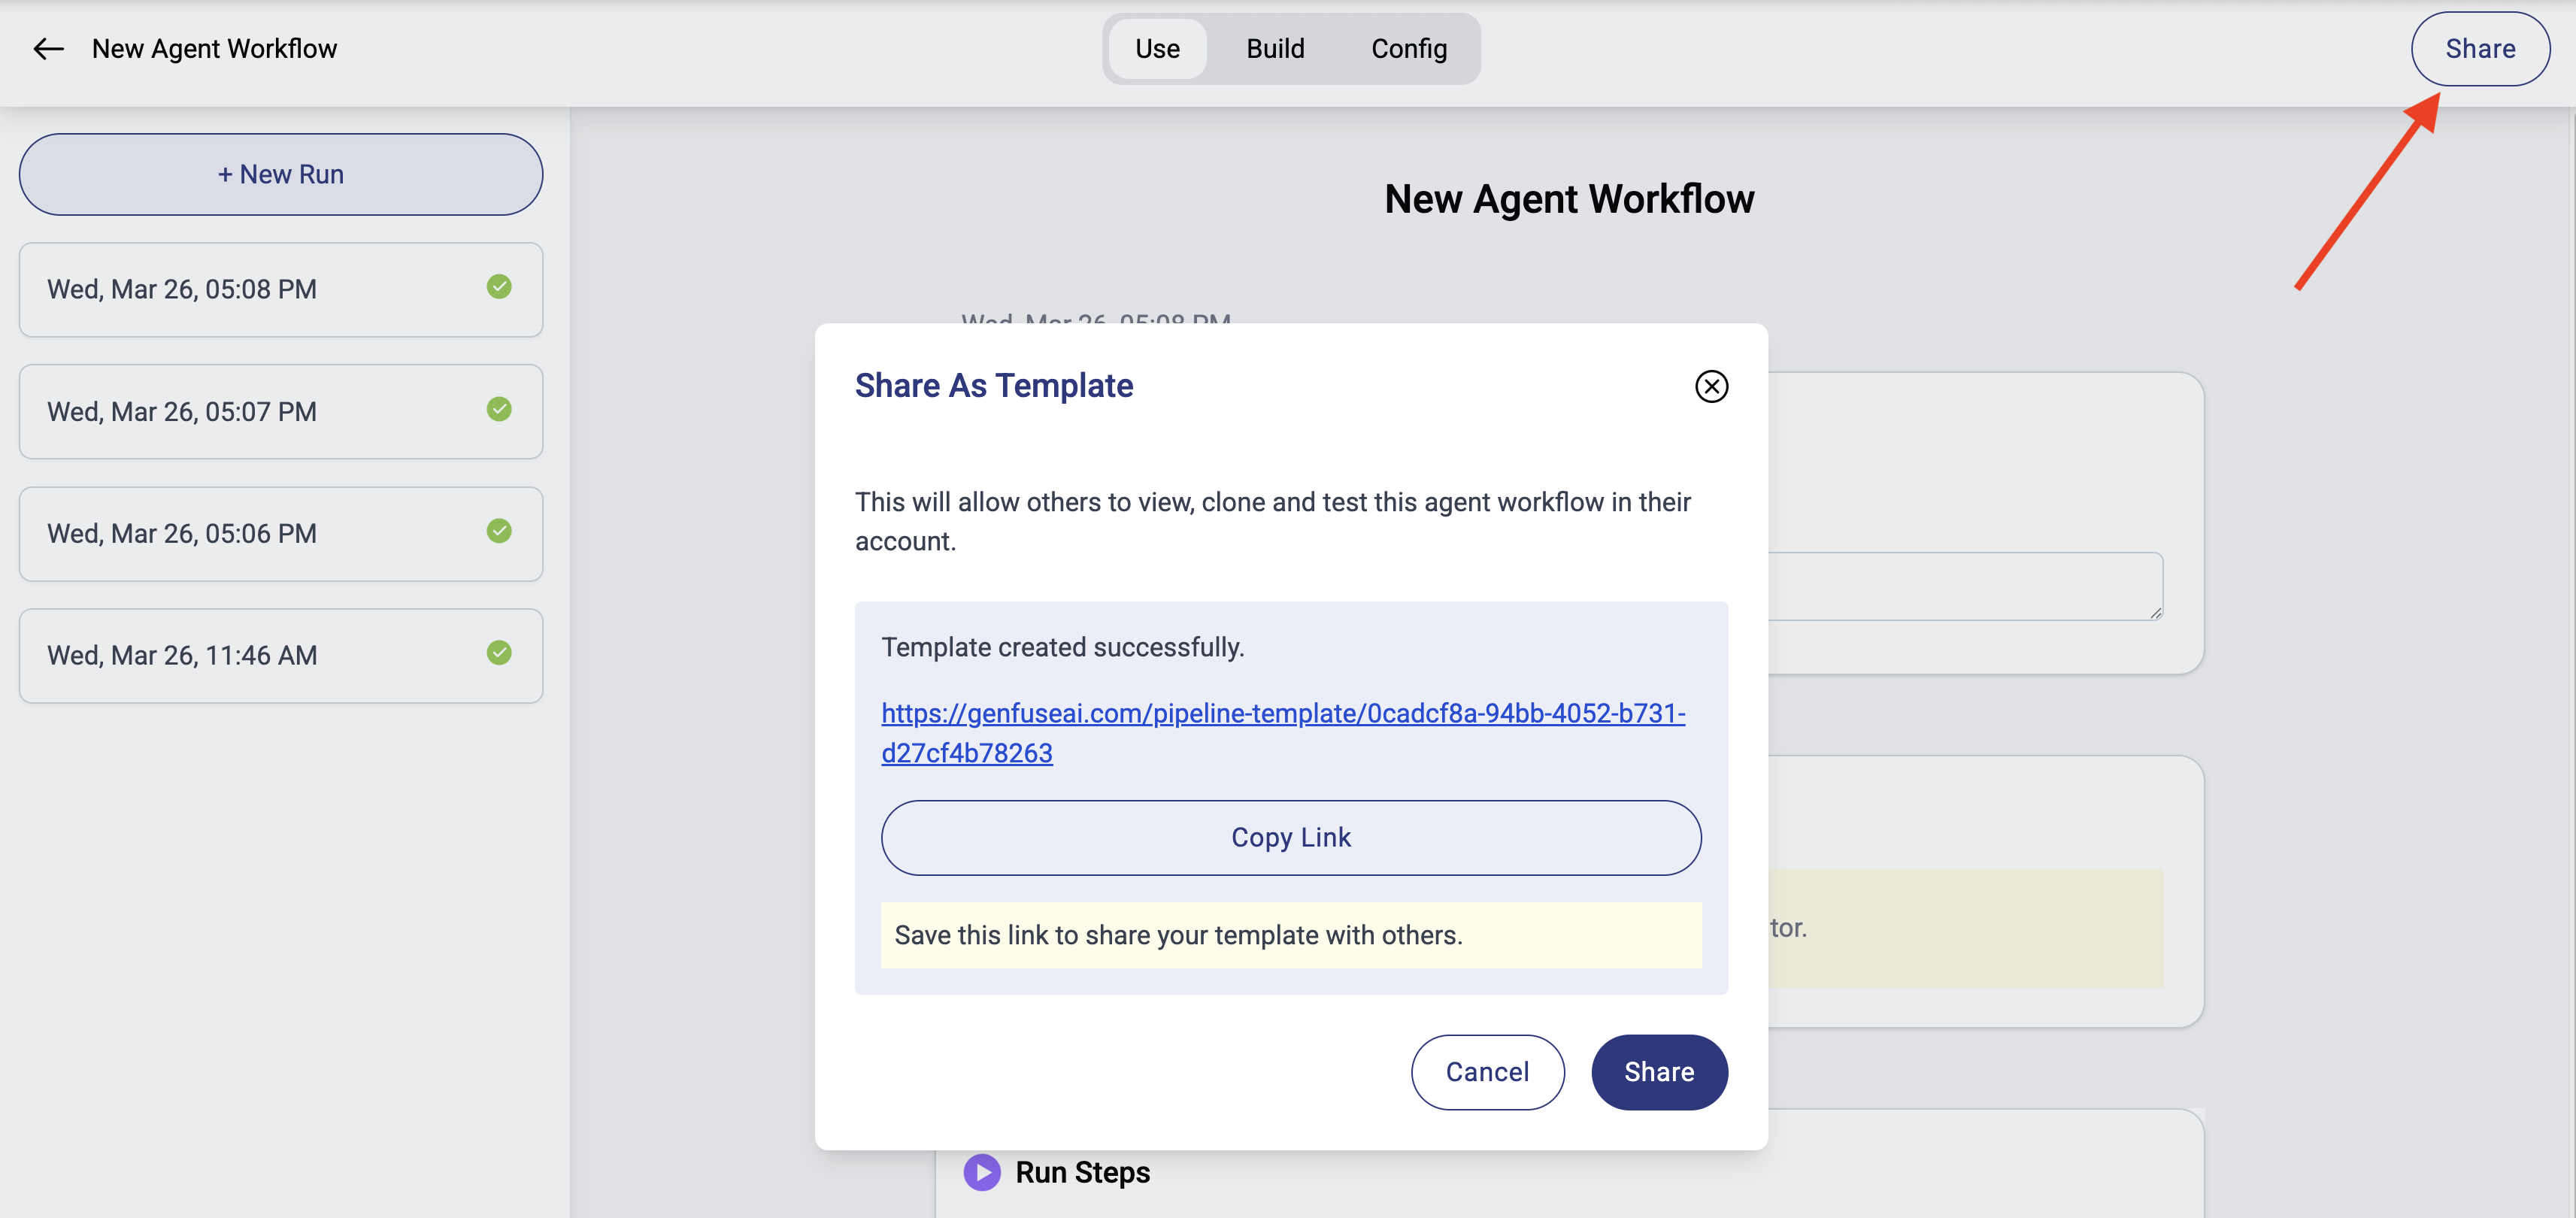 New Agent Workflow
Use
Build
Config
Share
+ New Run
Wed, Mar 26, 05:08 PM
Wed, Mar 26, 05:07 PM
Wed, Mar 26, 05:06 PM
Wed, Mar 26, 11:46 AM
New Agent Workflow
Wed, Mar 26, 05:08 PM
Share As Template
This will allow others to view, clone and test this agent workflow in their
account.
Template created successfully.
https://genfuseai.com/pipeline-template/0cadcf8a-94bb-4052-b731-
d27cf4b78263
Copy Link
Save this link to share your template with others.
tor.
Cancel
Share
Run Steps